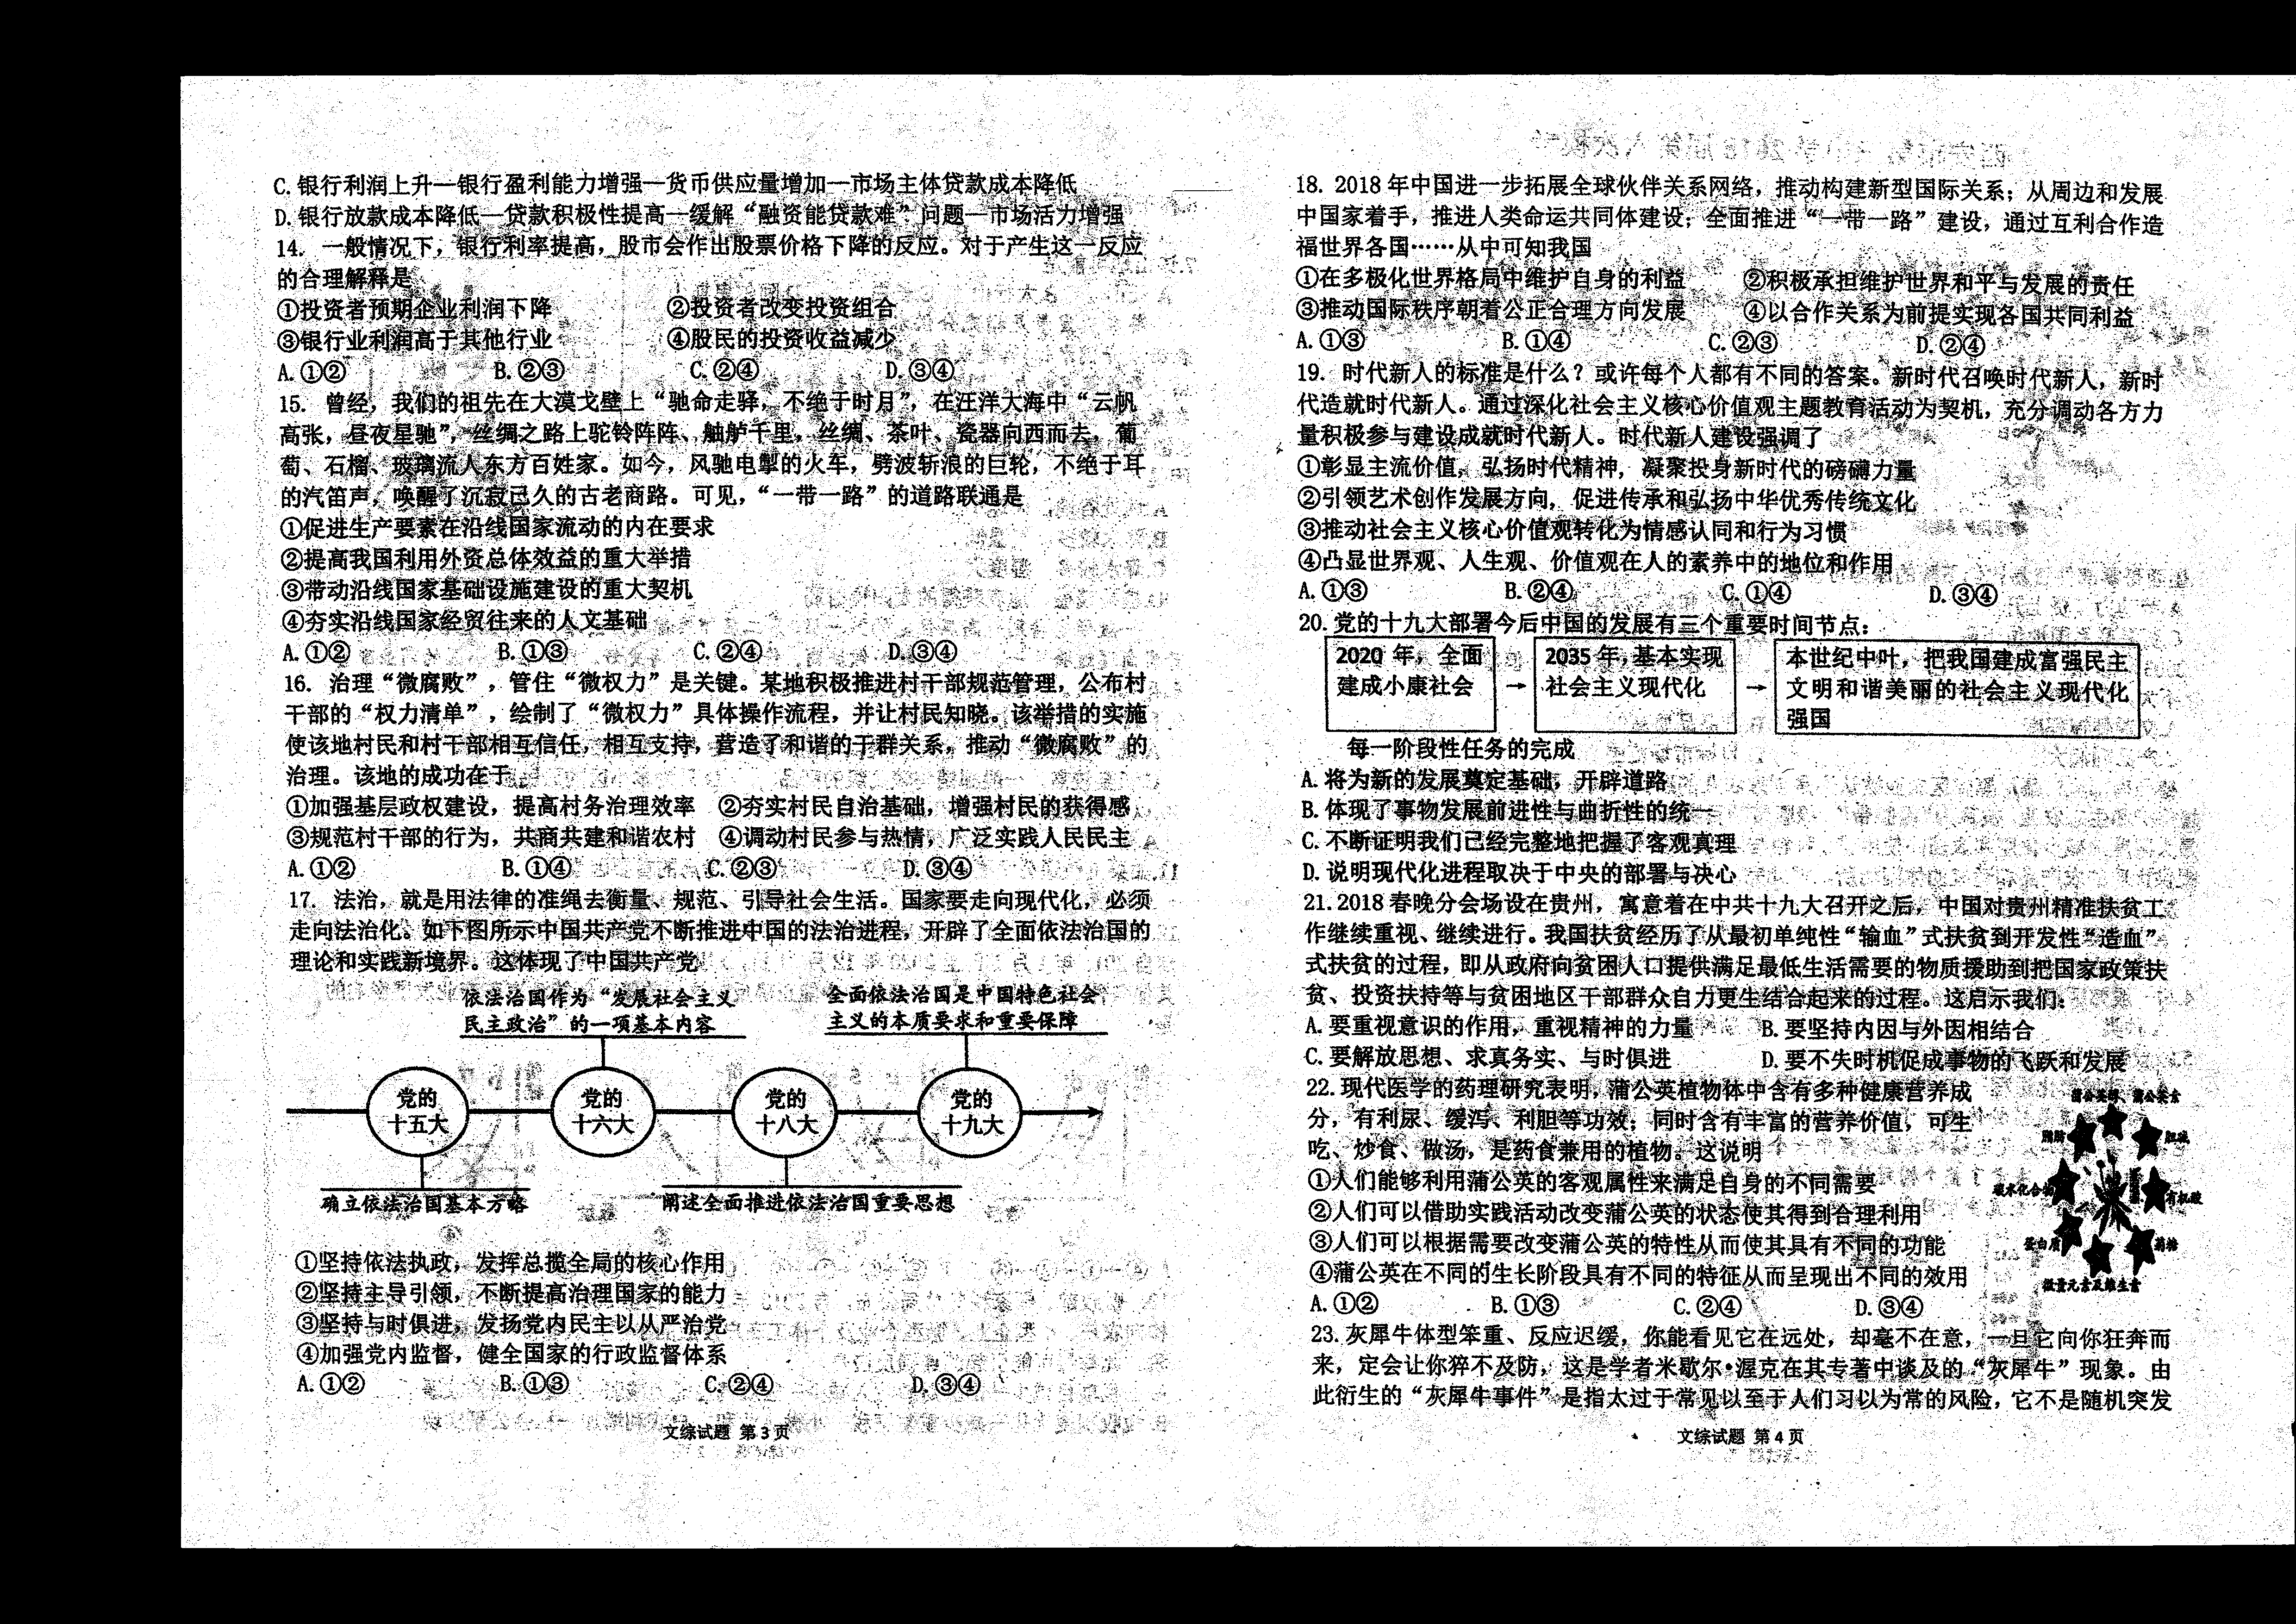 C. 银行利润上升—银行盈利能力增强—货币供应量增加—市场主体贷款成本降低
D. 银行放款成本降低—贷款积极性提高—缓解“融资能贷款难”问题—市场活力增强
14. 一般情况下，银行利率提高，股市会作出股票价格下降的反应。对于产生这一反应
的合理解释是
①投资者预期企业利润下降 ②投资者改变投资组合
③银行业利润高于其他行业 ④股民的投资收益减少
A. ①② B. ②③ C. ②④ D. ③④
15. 曾经，我们的祖先在大漠戈壁上“驰命走驿，不绝于时月”，在汪洋大海中“云帆
高张，昼夜星驰”，丝绸之路上驼铃阵阵、舳舻千里，丝绸、茶叶、瓷器向西而去，葡
萄、石榴、玻璃流入东方百姓家。如今，风驰电掣的火车，劈波斩浪的巨轮，不绝于耳
的汽笛声，唤醒了沉寂已久的古老商路。可见，“一带一路”的道路联通是
①促进生产要素在沿线国家流动的内在要求
②提高我国利用外资总体效益的重大举措
③带动沿线国家基础设施建设的重大契机
④夯实沿线国家经贸往来的人文基础
A. ①② B. ①③ C. ②④ D. ③④
16. 治理“微腐败”，管住“微权力”是关键。某地积极推进村干部规范管理，公布村
干部的“权力清单”，绘制了“微权力”具体操作流程，并让村民知晓。该举措的实施
使该地村民和村干部相互信任，相互支持，营造了和谐的干群关系，推动“微腐败”的
治理。该地的成功在于
①加强基层政权建设，提高村务治理效率 ②夯实村民自治基础，增强村民的获得感
③规范村干部的行为，共商共建和谐农村 ④调动村民参与热情，广泛实践人民民主
A. ①② B. ①④ C. ②③ D. ③④
17. 法治，就是用法律的准绳去衡量、规范、引导社会生活。国家要走向现代化，必须
走向法治化。如下图所示中国共产党不断推进中国的法治进程，开辟了全面依法治国的
理论和实践新境界。这体现了中国共产党
依法治国作为“发展社会主义
民主政治”的一项基本内容
全面依法治国是中国特色社会
主义的本质要求和重要保障
党的
十五大
党的
十六大
党的
十八大
党的
十九大
确立依法治国基本方略
阐述全面推进依法治国重要思想
①坚持依法执政，发挥总揽全局的核心作用
②坚持主导引领，不断提高治理国家的能力
③坚持与时俱进，发扬党内民主以从严治党
④加强党内监督，健全国家的行政监督体系
A. ①② B. ①③ C. ②④ D. ③④
文综试题 第 3 页
18. 2018 年中国进一步拓展全球伙伴关系网络，推动构建新型国际关系；从周边和发展
中国家着手，推进人类命运共同体建设；全面推进“一带一路”建设，通过互利合作造
福世界各国……从中可知我国
①在多极化世界格局中维护自身的利益 ②积极承担维护世界和平与发展的责任
③推动国际秩序朝着公正合理方向发展 ④以合作关系为前提实现各国共同利益
A. ①③ B. ①④ C. ②③ D. ②④
19. 时代新人的标准是什么？或许每个人都有不同的答案。新时代召唤时代新人，新时
代造就时代新人。通过深化社会主义核心价值观主题教育活动为契机，充分调动各方力
量积极参与建设成就时代新人。时代新人建设强调了
①彰显主流价值，弘扬时代精神，凝聚投身新时代的磅礴力量
②引领艺术创作发展方向，促进传承和弘扬中华优秀传统文化
③推动社会主义核心价值观转化为情感认同和行为习惯
④凸显世界观、人生观、价值观在人的素养中的地位和作用
A. ①③ B. ②④ C. ①④ D. ③④
20. 党的十九大部署今后中国的发展有三个重要时间节点：
2020 年，全面
建成小康社会
→
2035 年，基本实现
社会主义现代化
→
本世纪中叶，把我国建成富强民主
文明和谐美丽的社会主义现代化
强国
每一阶段性任务的完成
A. 将为新的发展奠定基础，开辟道路
B. 体现了事物发展前进性与曲折性的统一
C. 不断证明我们已经完整地把握了客观真理
D. 说明现代化进程取决于中央的部署与决心
21. 2018 春晚分会场设在贵州，寓意着在中共十九大召开之后，中国对贵州精准扶贫工
作继续重视、继续进行。我国扶贫经历了从最初单纯性“输血”式扶贫到开发性“造血”
式扶贫的过程，即从政府向贫困人口提供满足最低生活需要的物质援助到把国家政策扶
贫、投资扶持等与贫困地区干部群众自力更生结合起来的过程。这启示我们：
A. 要重视意识的作用，重视精神的力量 B. 要坚持内因与外因相结合
C. 要解放思想、求真务实、与时俱进 D. 要不失时机促成事物的飞跃和发展
22. 现代医学的药理研究表明，蒲公英植物体中含有多种健康营养成
分，有利尿、缓泻、利胆等功效；同时含有丰富的营养价值，可生
吃、炒食、做汤，是药食兼用的植物。这说明
①人们能够利用蒲公英的客观属性来满足自身的不同需要
②人们可以借助实践活动改变蒲公英的状态使其得到合理利用
③人们可以根据需要改变蒲公英的特性从而使其具有不同的功能
④蒲公英在不同的生长阶段具有不同的特征从而呈现出不同的效用
A. ①② B. ①③ C. ②④ D. ③④
蒲公英醇、蒲公英素
胆碱
有机酸
菊糖
微量元素及维生素
蛋白质
碳水化合物
脂肪
23. 灰犀牛体型笨重、反应迟缓，你能看见它在远处，却毫不在意，一旦它向你狂奔而
来，定会让你猝不及防，这是学者米歇尔•渥克在其专著中谈及的“灰犀牛”现象。由
此衍生的“灰犀牛事件”是指太过于常见以至于人们习以为常的风险，它不是随机突发
文综试题 第 4 页